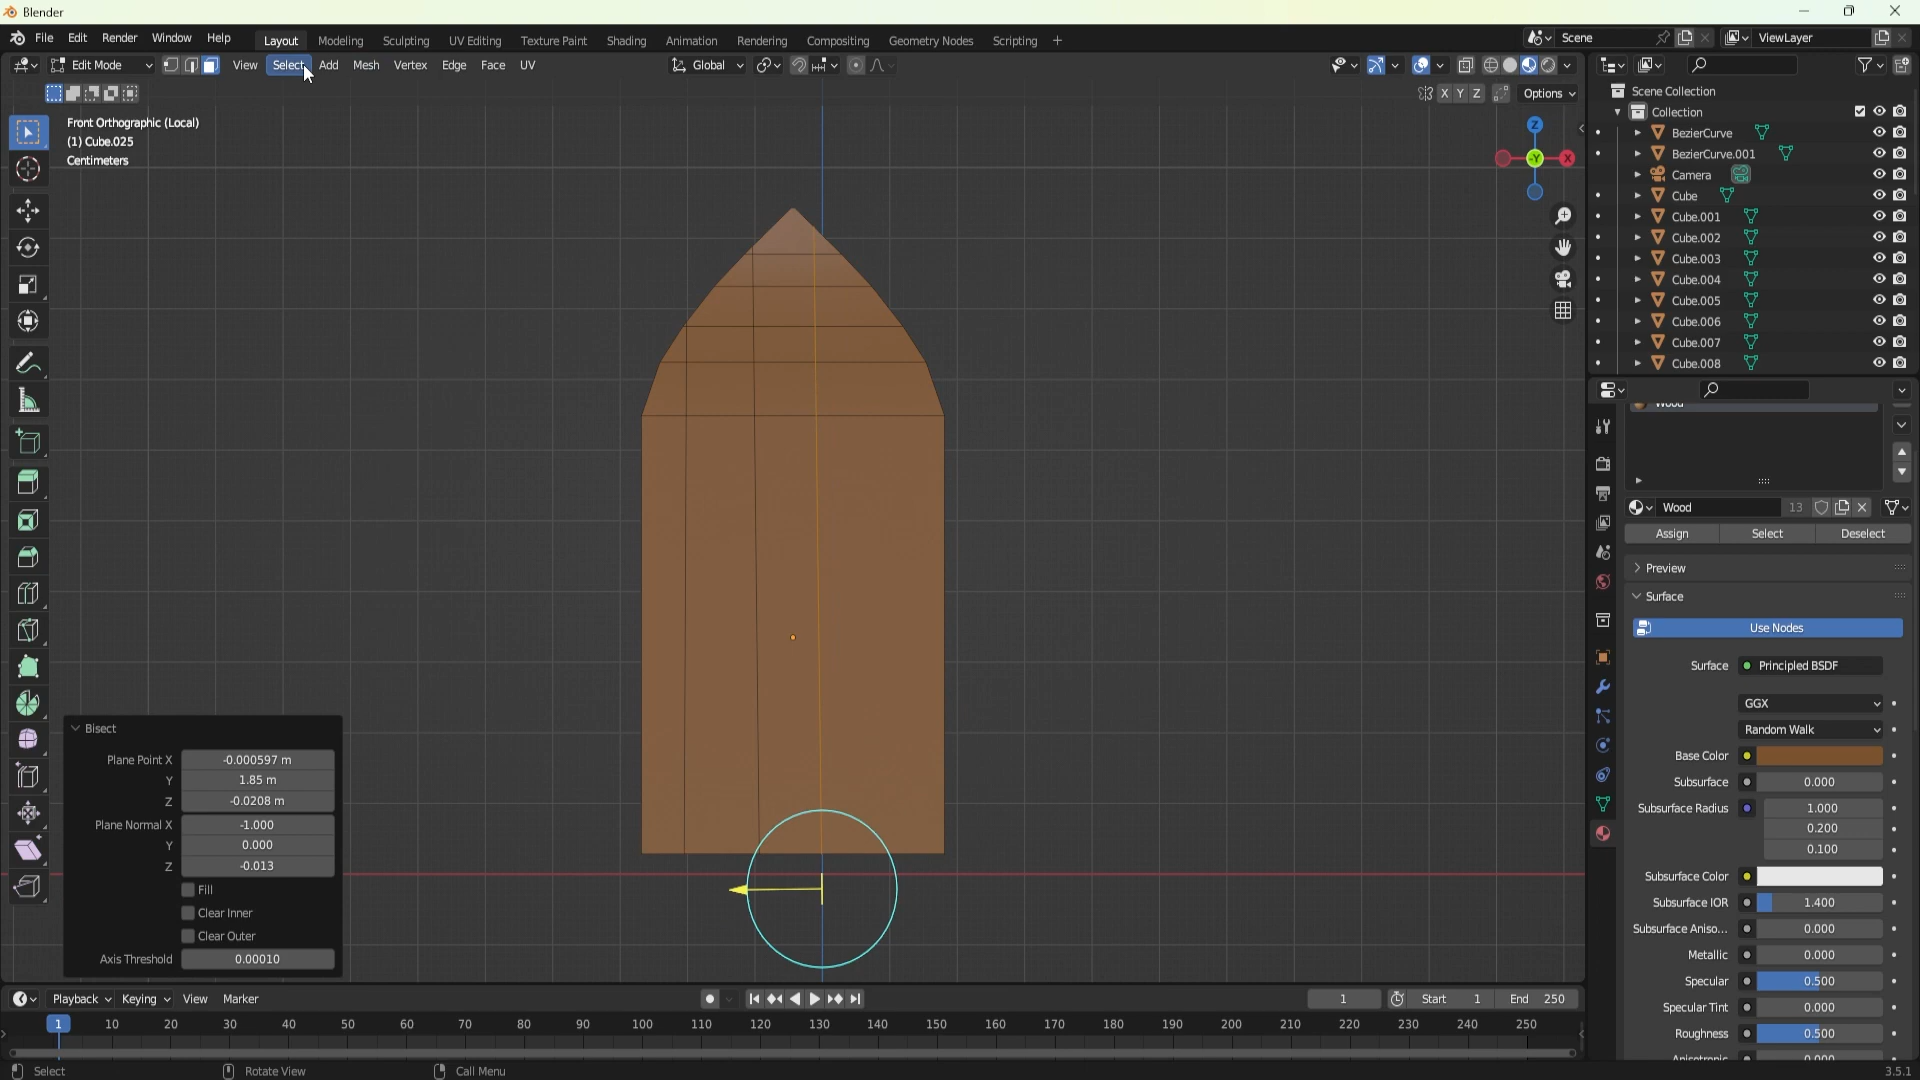 Blender
File Edit Render Window Help Layout Modeling Sculpting UV Editing Texture Paint Shading Animation Rendering Compositing Geometry Nodes Scripting + Scene ViewLayer
Edit Mode View Select Add Mesh Vertex Edge Face UV Global
X Y Z Options
Front Orthographic (Local)
(1) Cube.025
Centimeters
Z
-Y
X
Scene Collection
Collection
BezierCurve
BezierCurve.001
Camera
Cube
Cube.001
Cube.002
Cube.003
Cube.004
Cube.005
Cube.006
Cube.007
Cube.008
Wood
Wood 13
Assign Select Deselect
Preview
Surface
Use Nodes
Surface Principled BSDF
GGX
Random Walk
Base Color
Subsurface 0.000
Subsurface Radius 1.000
0.200
0.100
Subsurface Color
Subsurface IOR 1.400
Subsurface Aniso... 0.000
Metallic 0.000
Specular 0.500
Specular Tint 0.000
Roughness 0.500
Anisotropic 0.000
Bisect
Plane Point X -0.000597 m
Y 1.85 m
Z -0.0208 m
Plane Normal X -1.000
Y 0.000
Z -0.013
Fill
Clear Inner
Clear Outer
Axis Threshold 0.00010
Playback Keying View Marker 1 Start 1 End 250
1 10 20 30 40 50 60 70 80 90 100 110 120 130 140 150 160 170 180 190 200 210 220 230 240 250
Select Rotate View Call Menu 3.5.1